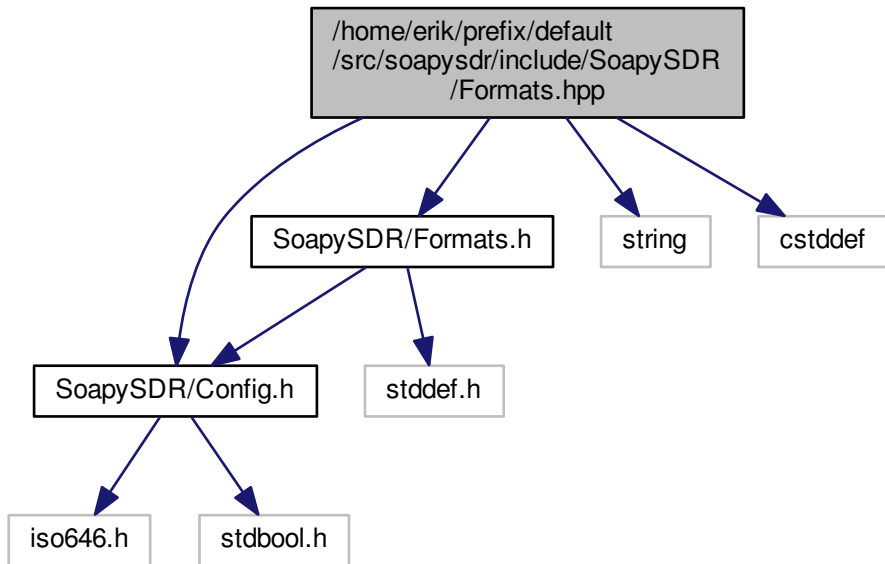 /home/erik/prefix/default
/src/soapysdr/include/SoapySDR
/Formats.hpp
SoapySDR/Formats.h
string
cstddef
SoapySDR/Config.h
stddef.h
iso646.h
stdbool.h